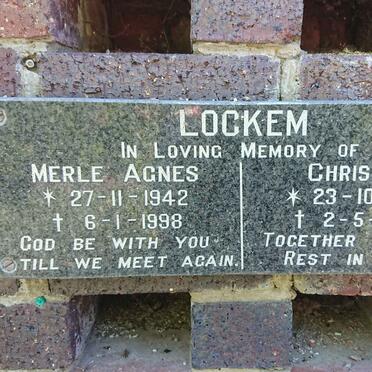 LOCKEM
IN LOVING MEMORY OF
MERLE AGNES
* 27-11-1942
† 6-1-1998
GOD BE WITH YOU
TILL WE MEET AGAIN.
CHRIS
* 23-10
† 2-5-
TOGETHER
REST IN